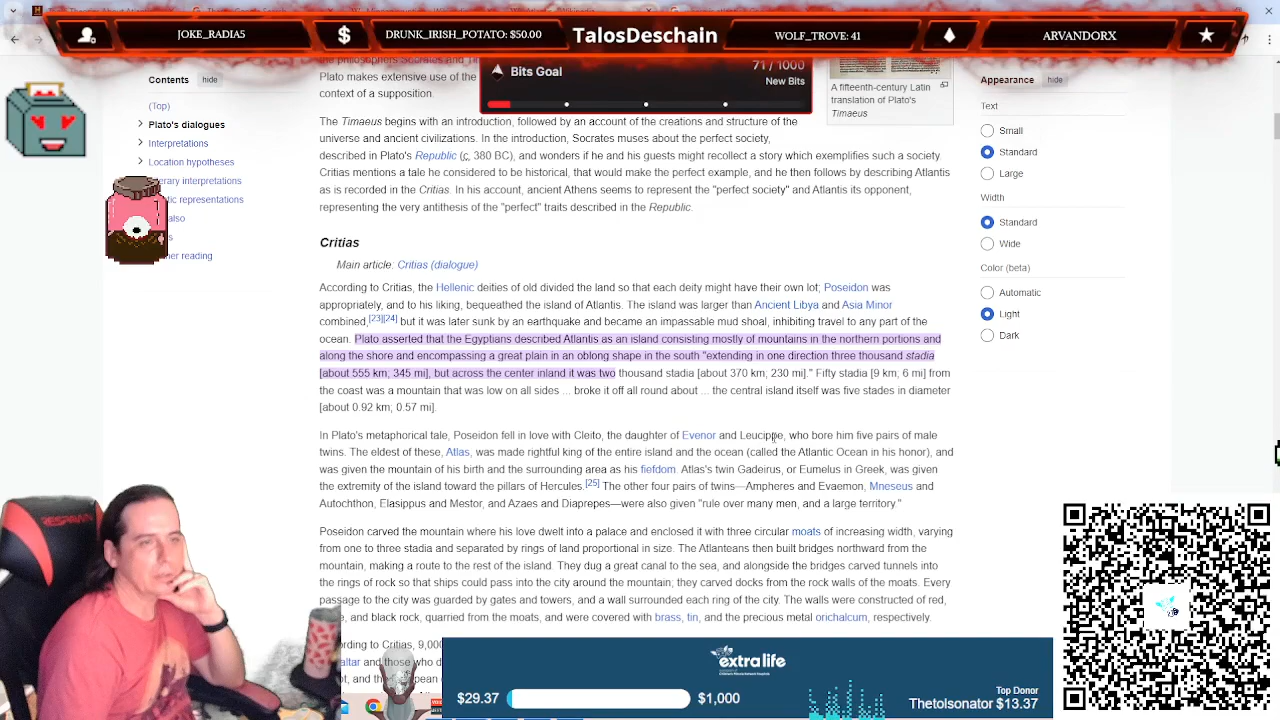 JOKE_RADIA5
DRUNK_IRISH_POTATO: $50.00
TalosDeschain
WOLF_TROVE: 41
ARVANDORX
Bits Goal
71 / 1000
New Bits
Contents
hide
(Top)
Plato's dialogues
Interpretations
Location hypotheses
erary interpretations
tic representations
also
s
her reading
Plato makes extensive use of the
context of a supposition.
A fifteenth-century Latin
translation of Plato's
Timaeus
The Timaeus begins with an introduction, followed by an account of the creations and structure of the
universe and ancient civilizations. In the introduction, Socrates muses about the perfect society,
described in Plato's Republic (c. 380 BC), and wonders if he and his guests might recollect a story which exemplifies such a society.
Critias mentions a tale he considered to be historical, that would make the perfect example, and he then follows by describing Atlantis
as is recorded in the Critias. In his account, ancient Athens seems to represent the "perfect society" and Atlantis its opponent,
representing the very antithesis of the "perfect" traits described in the Republic.
Critias
Main article: Critias (dialogue)
According to Critias, the Hellenic deities of old divided the land so that each deity might have their own lot; Poseidon was
appropriately, and to his liking, bequeathed the island of Atlantis. The island was larger than Ancient Libya and Asia Minor
combined,[23][24] but it was later sunk by an earthquake and became an impassable mud shoal, inhibiting travel to any part of the
ocean. Plato asserted that the Egyptians described Atlantis as an island consisting mostly of mountains in the northern portions and
along the shore and encompassing a great plain in an oblong shape in the south "extending in one direction three thousand stadia
[about 555 km; 345 mi], but across the center inland it was two thousand stadia [about 370 km; 230 mi]." Fifty stadia [9 km; 6 mi] from
the coast was a mountain that was low on all sides ... broke it off all round about ... the central island itself was five stades in diameter
[about 0.92 km; 0.57 mi].
In Plato's metaphorical tale, Poseidon fell in love with Cleito, the daughter of Evenor and Leucippe, who bore him five pairs of male
twins. The eldest of these, Atlas, was made rightful king of the entire island and the ocean (called the Atlantic Ocean in his honor), and
was given the mountain of his birth and the surrounding area as his fiefdom. Atlas's twin Gadeirus, or Eumelus in Greek, was given
the extremity of the island toward the pillars of Hercules.[25] The other four pairs of twins—Ampheres and Evaemon, Mneseus and
Autochthon, Elasippus and Mestor, and Azaes and Diaprepes—were also given "rule over many men, and a large territory."
Poseidon carved the mountain where his love dwelt into a palace and enclosed it with three circular moats of increasing width, varying
from one to three stadia and separated by rings of land proportional in size. The Atlanteans then built bridges northward from the
mountain, making a route to the rest of the island. They dug a great canal to the sea, and alongside the bridges carved tunnels into
the rings of rock so that ships could pass into the city around the mountain; they carved docks from the rock walls of the moats. Every
passage to the city was guarded by gates and towers, and a wall surrounded each ring of the city. The walls were constructed of red,
and black rock, quarried from the moats, and were covered with brass, tin, and the precious metal orichalcum, respectively.
ording to Critias, 9,000
altar and those who d
Appearance
hide
Text
Small
Standard
Large
Width
Standard
Wide
Color (beta)
Automatic
Light
Dark
extralife
$29.37
$1,000
Top Donor
Thetolsonator $13.37